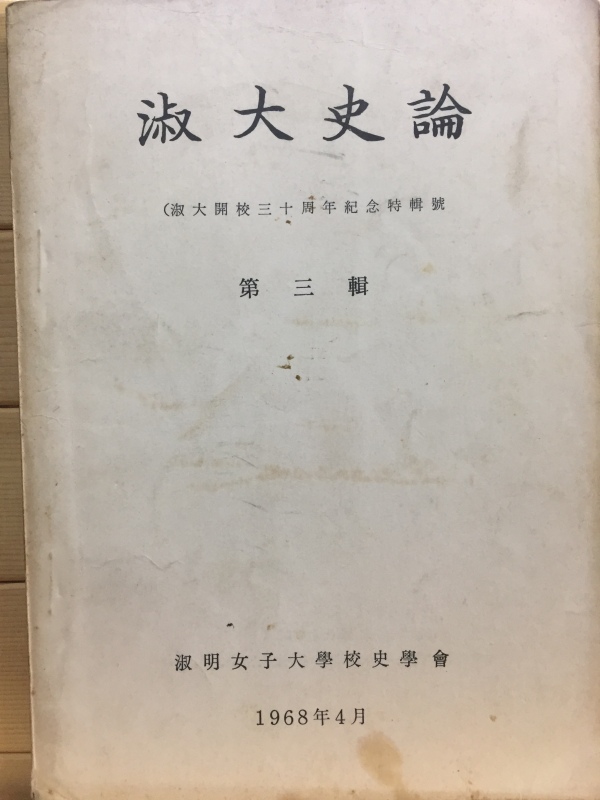 淑大史論
(淑大開校三十周年紀念特輯號
第三輯
淑明女子大學校史學會
1968年4月